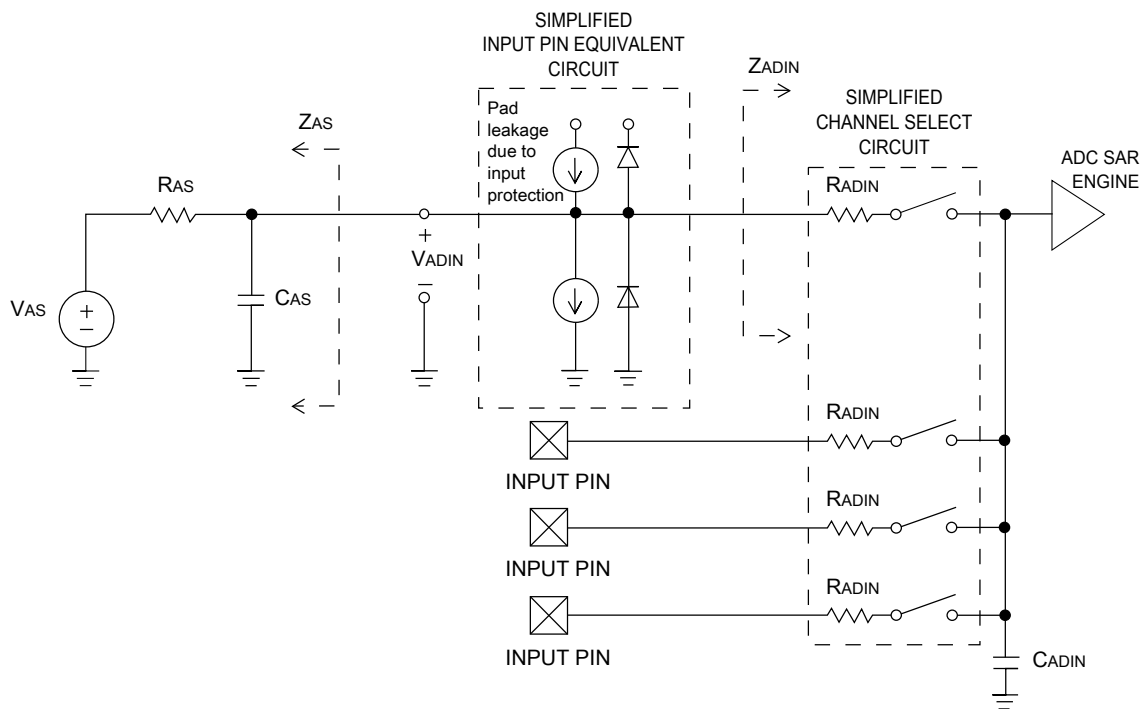 SIMPLIFIED
INPUT PIN EQUIVALENT
CIRCUIT
ZADIN
SIMPLIFIED
CHANNEL SELECT
CIRCUIT
ADC SAR
ENGINE
Pad
leakage
due to
input
protection
ZAS
RAS
RADIN
+
VADIN
−
CAS
VAS
+
−
RADIN
INPUT PIN
RADIN
INPUT PIN
RADIN
INPUT PIN
CADIN